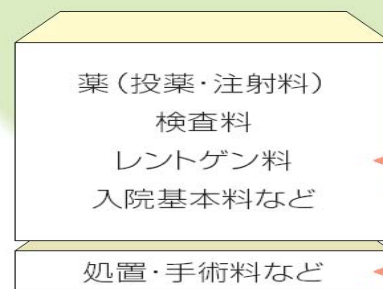 薬（投薬･注射料）
検査料
レントゲン料
入院基本料など
処置･手術料など